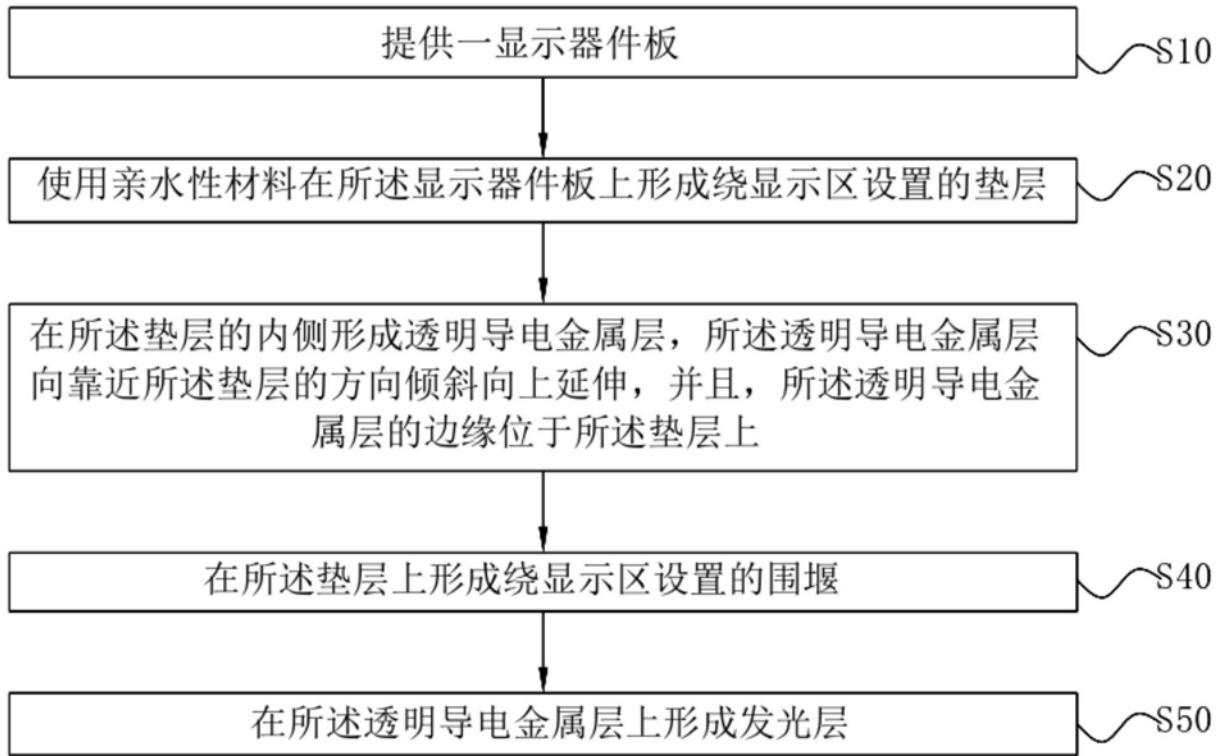 提供一显示器件板
S10
使用亲水性材料在所述显示器件板上形成绕显示区设置的垫层
S20
在所述垫层的内侧形成透明导电金属层，所述透明导电金属层
向靠近所述垫层的方向倾斜向上延伸，并且，所述透明导电金
属层的边缘位于所述垫层上
S30
在所述垫层上形成绕显示区设置的围堰
S40
在所述透明导电金属层上形成发光层
S50